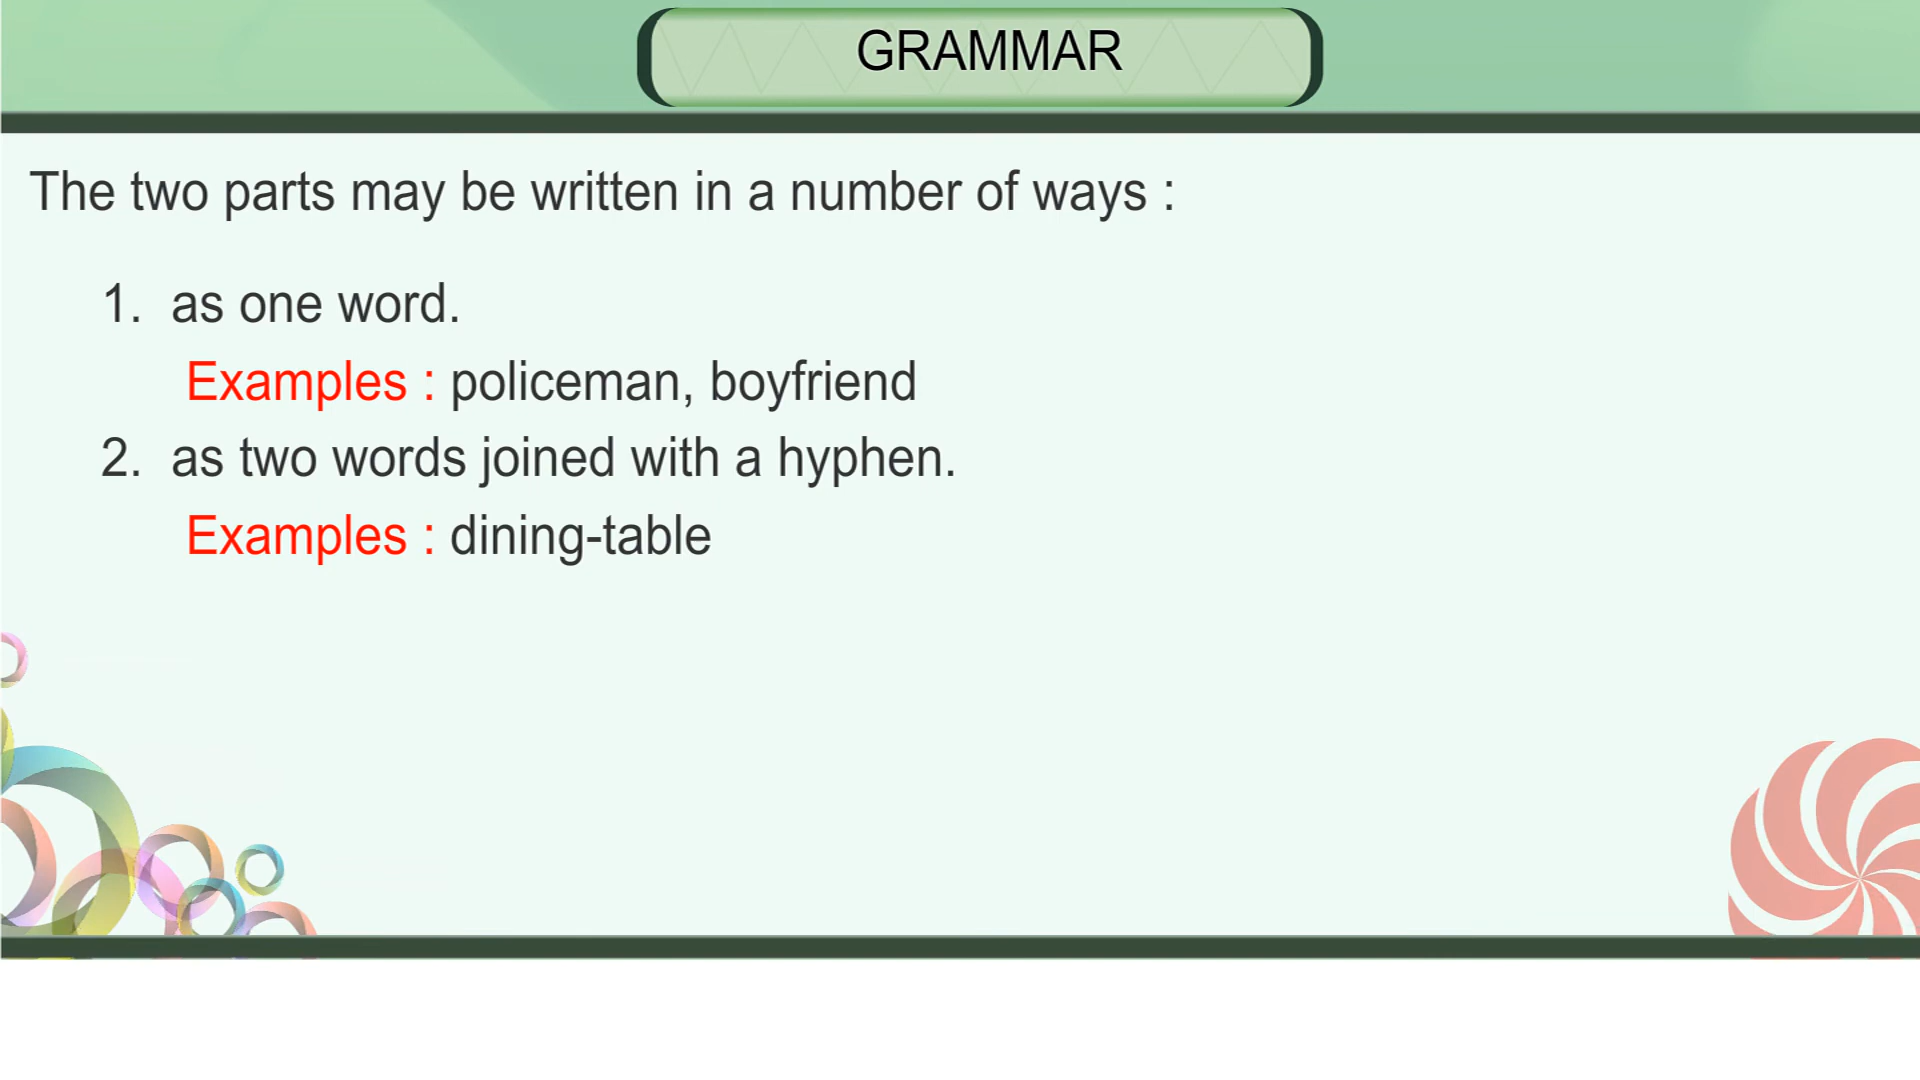 GRAMMAR
The two parts may be written in a number of ways :
1. as one word.
Examples : policeman, boyfriend
2. as two words joined with a hyphen.
Examples : dining-table